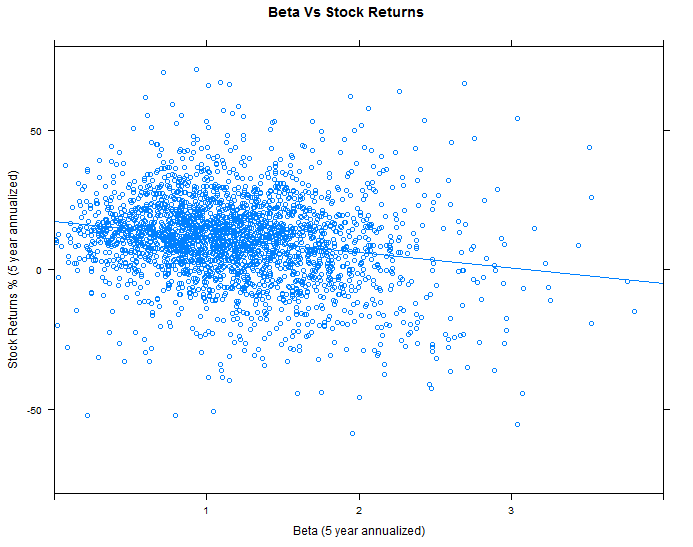 Beta Vs Stock Returns
Stock Returns % (5 year annualized)
50
0
-50
1 2 3
Beta (5 year annualized)